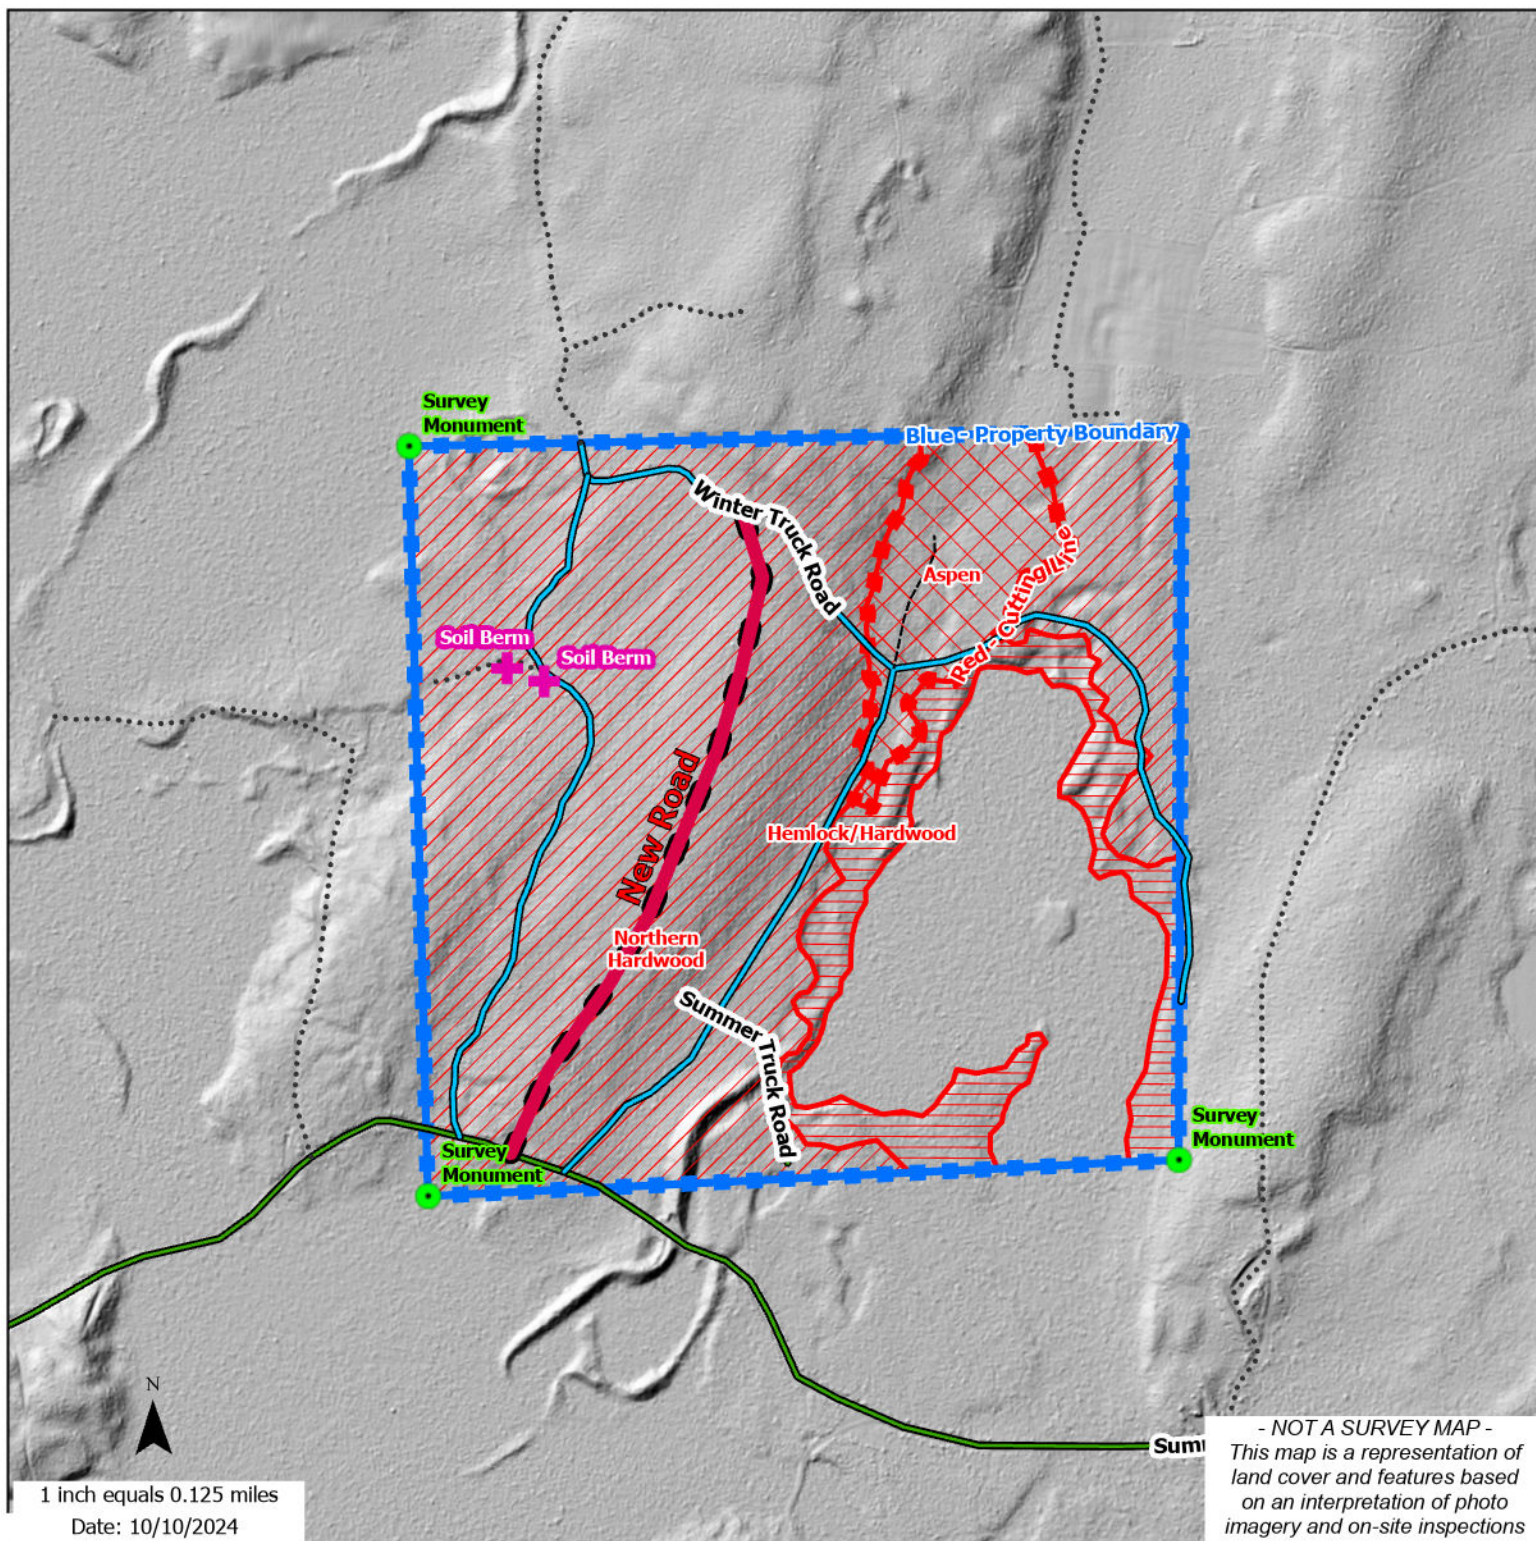 Survey
Monument
Blue - Property Boundary
Winter Truck Road
Red - Cutting Line
Aspen
Soil Berm
Soil Berm
New Road
Hemlock/Hardwood
Northern
Hardwood
Summer Truck Road
Survey
Monument
Survey
Monument
N
1 inch equals 0.125 miles
Date: 10/10/2024
- NOT A SURVEY MAP -
This map is a representation of
land cover and features based
on an interpretation of photo
imagery and on-site inspections